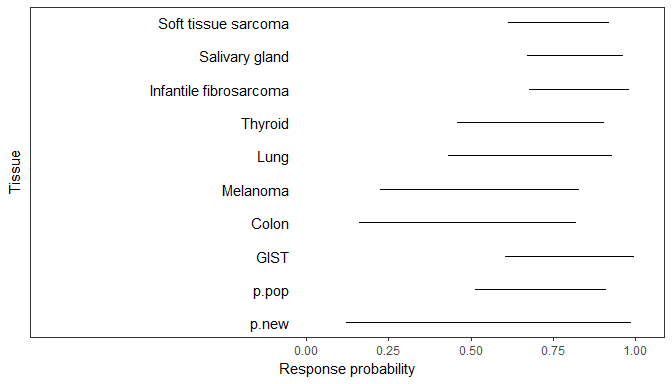 Tissue
Soft tissue sarcoma
Salivary gland
Infantile fibrosarcoma
Thyroid
Lung
Melanoma
Colon
GIST
p.pop
p.new
0.00 0.25 0.50 0.75 1.00
Response probability